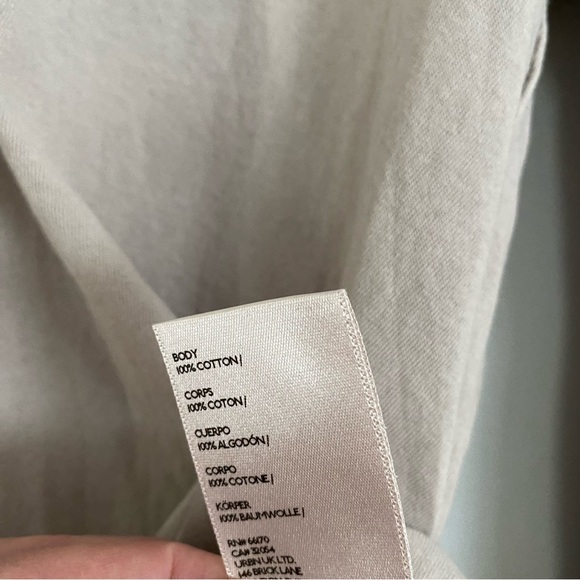 BODY
100% COTTON/
CORPS
100% COTON/
CUERPO
100% ALGODÓN/
CORPO
100% COTONE/
KÖRPER
100% BAUMWOLLE/
RN# 66170
CA# 32054
URBN UK LTD.
146 BRICK LANE